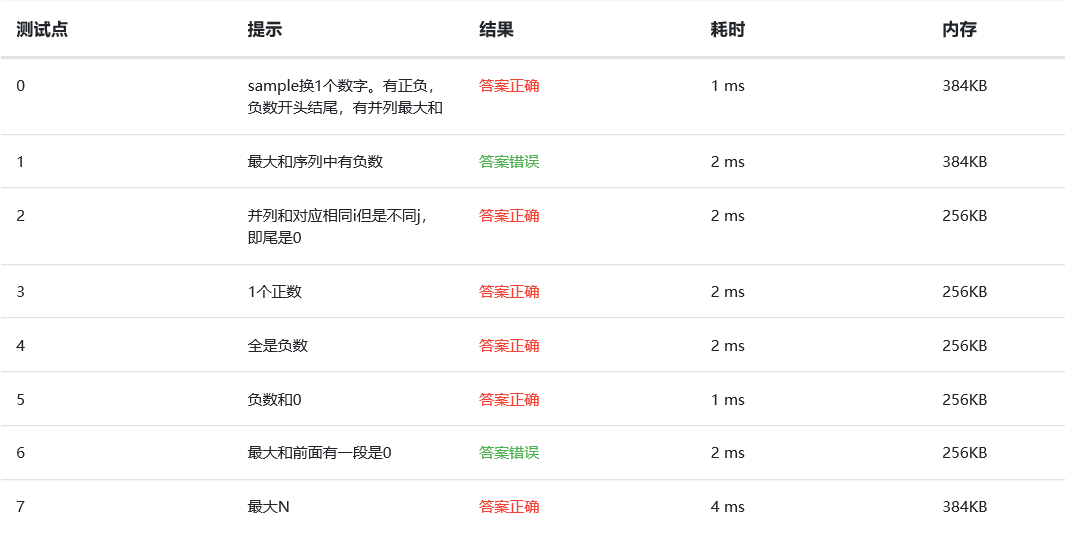 测试点 提示 结果 耗时 内存
0 sample换1个数字。有正负， 答案正确 1 ms 384KB
负数开头结尾，有并列最大和
1 最大和序列中有负数 答案错误 2 ms 384KB
2 并列和对应相同i但是不同j， 答案正确 2 ms 256KB
即尾是0
3 1个正数 答案正确 2 ms 256KB
4 全是负数 答案正确 2 ms 256KB
5 负数和0 答案正确 1 ms 256KB
6 最大和前面有一段是0 答案错误 2 ms 256KB
7 最大N 答案正确 4 ms 384KB